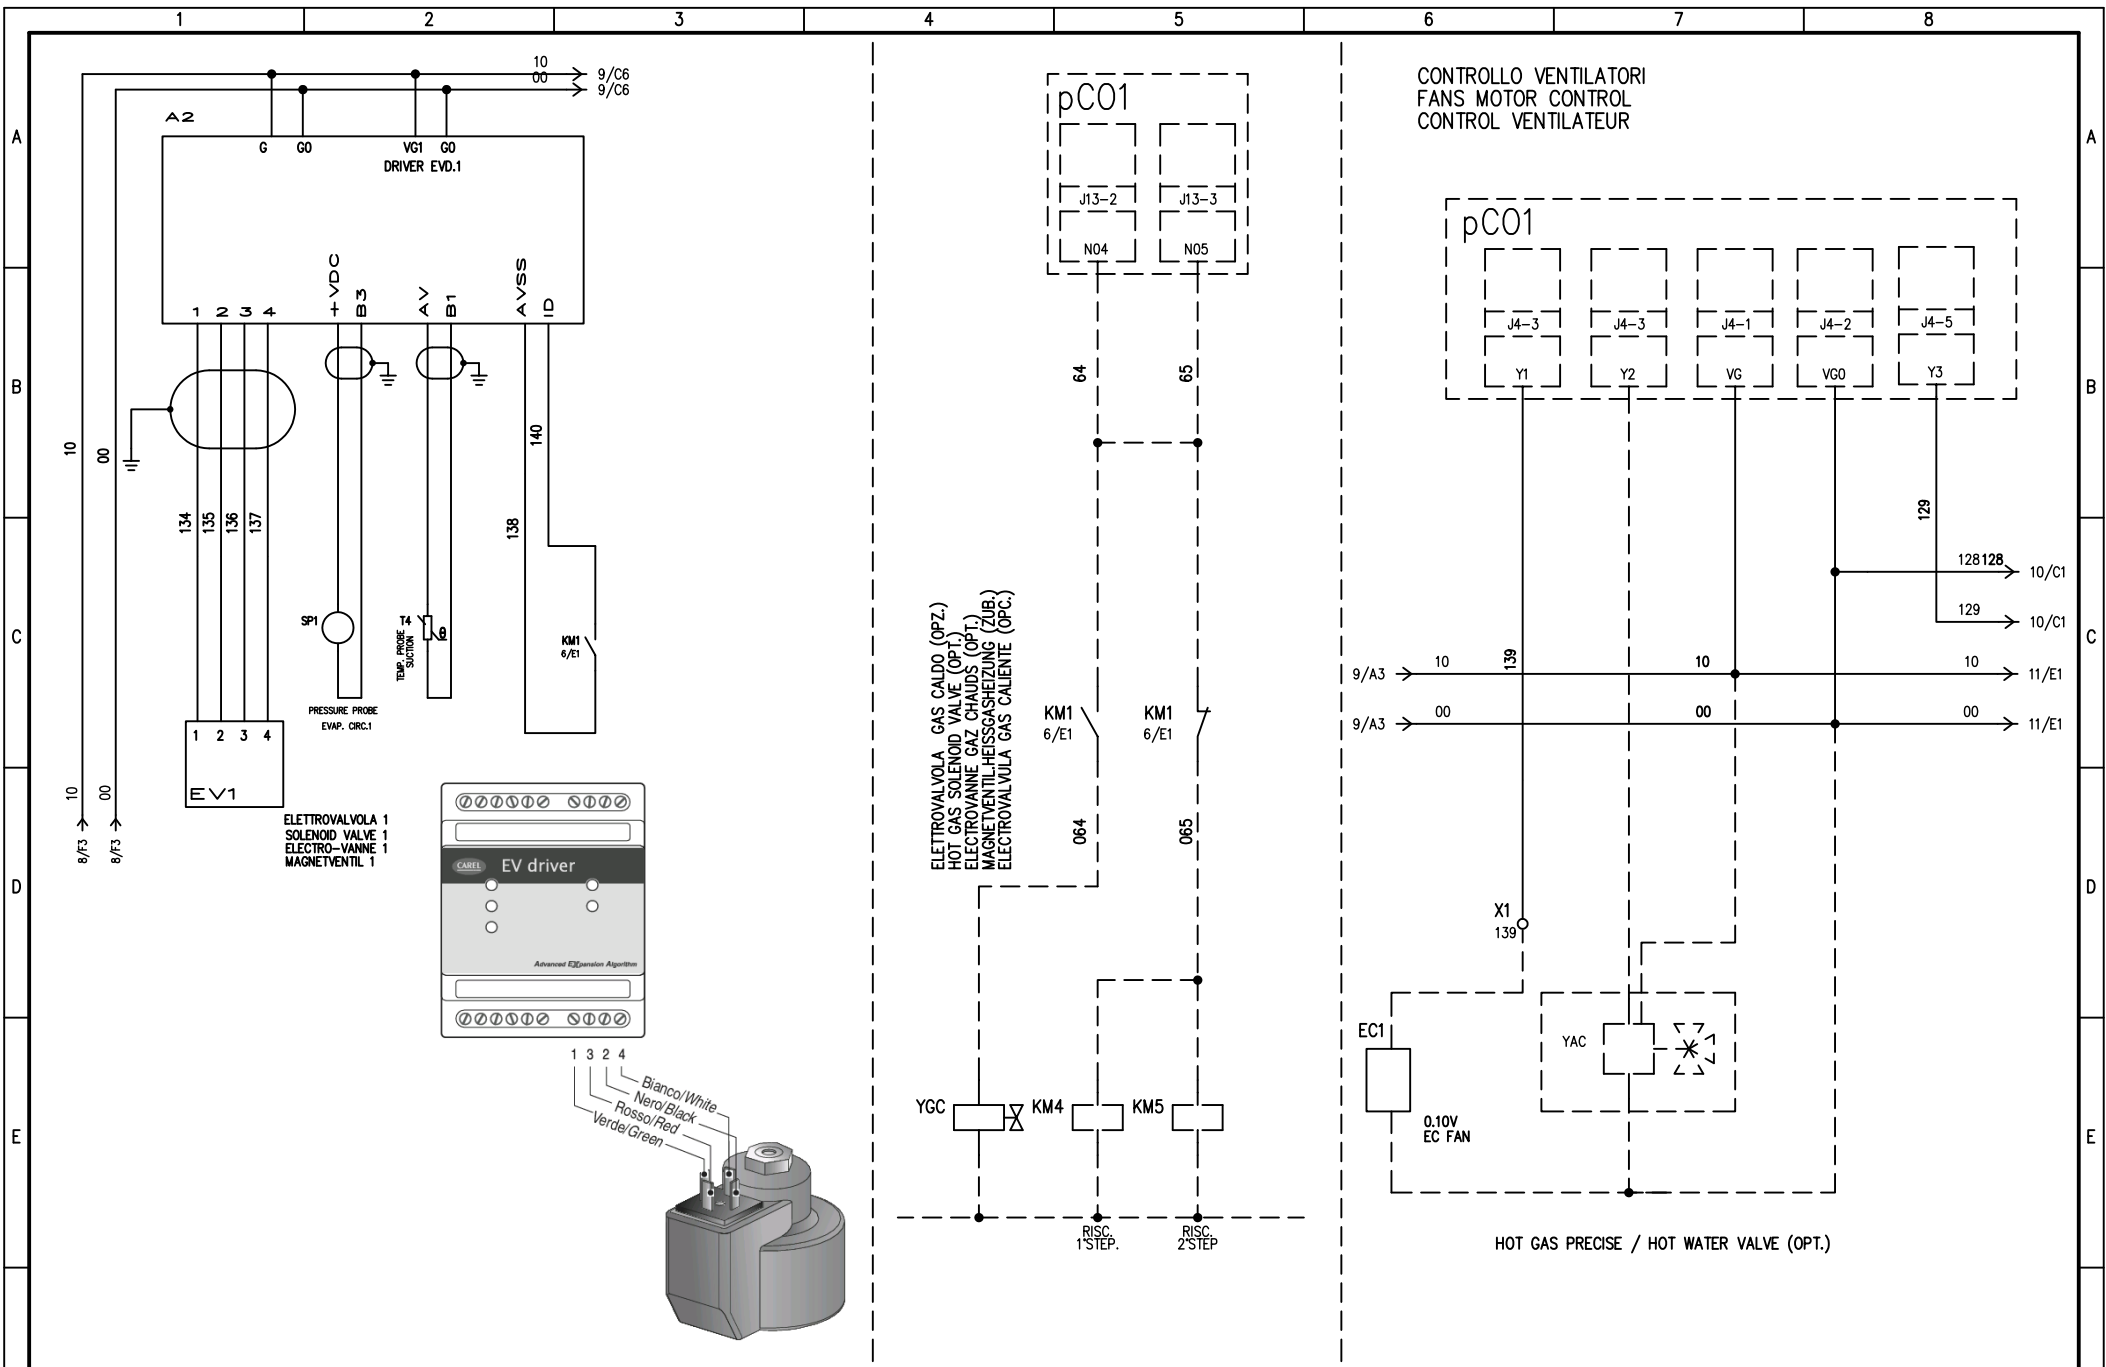 1 2 3 4 5 6 7 8
A
B
C
D
E
A
B
C
D
E
10
00
9/C6
9/C6
A2
G G0 VG1 G0
DRIVER EVD.1
1 2 3 4
+VDC
B3
AV
B1
AVSS
ID
10
00
134
135
136
137
138
140
SP1
PRESSURE PROBE
EVAP. CIRC.1
T4
θ
TEMP. PROBE
SUCTION
KM1
6/E1
1 2 3 4
EV1
10
00
8/F3
8/F3
ELETTROVALVOLA 1
SOLENOID VALVE 1
ELECTRO-VANNE 1
MAGNETVENTIL 1
CAREL
EV driver
Advanced EXpansion Algorithm
1 3 2 4
Bianco/White
Nero/Black
Rosso/Red
Verde/Green
pCO1
J13-2
J13-3
NO4
NO5
64
65
ELETTROVALVOLA GAS CALDO (OPZ.)
HOT GAS SOLENOID VALVE (OPT.)
ELECTROVANNE GAZ CHAUDS (OPT.)
MAGNETVENTIL.HEISSGASHEIZUNG (ZUB.)
ELECTROVALVULA GAS CALIENTE (OPC.)
KM1
6/E1
KM1
6/E1
064
065
YGC
KM4
KM5
RISC.
1°STEP.
RISC.
2°STEP
CONTROLLO VENTILATORI
FANS MOTOR CONTROL
CONTROL VENTILATEUR
pCO1
J4-3
J4-3
J4-1
J4-2
J4-5
Y1
Y2
VG
VG0
Y3
129
128 128
10/C1
129
10/C1
139
9/A3
10
10
10
11/E1
9/A3
00
00
00
11/E1
X1
139
EC1
0.10V
EC FAN
YAC
HOT GAS PRECISE / HOT WATER VALVE (OPT.)